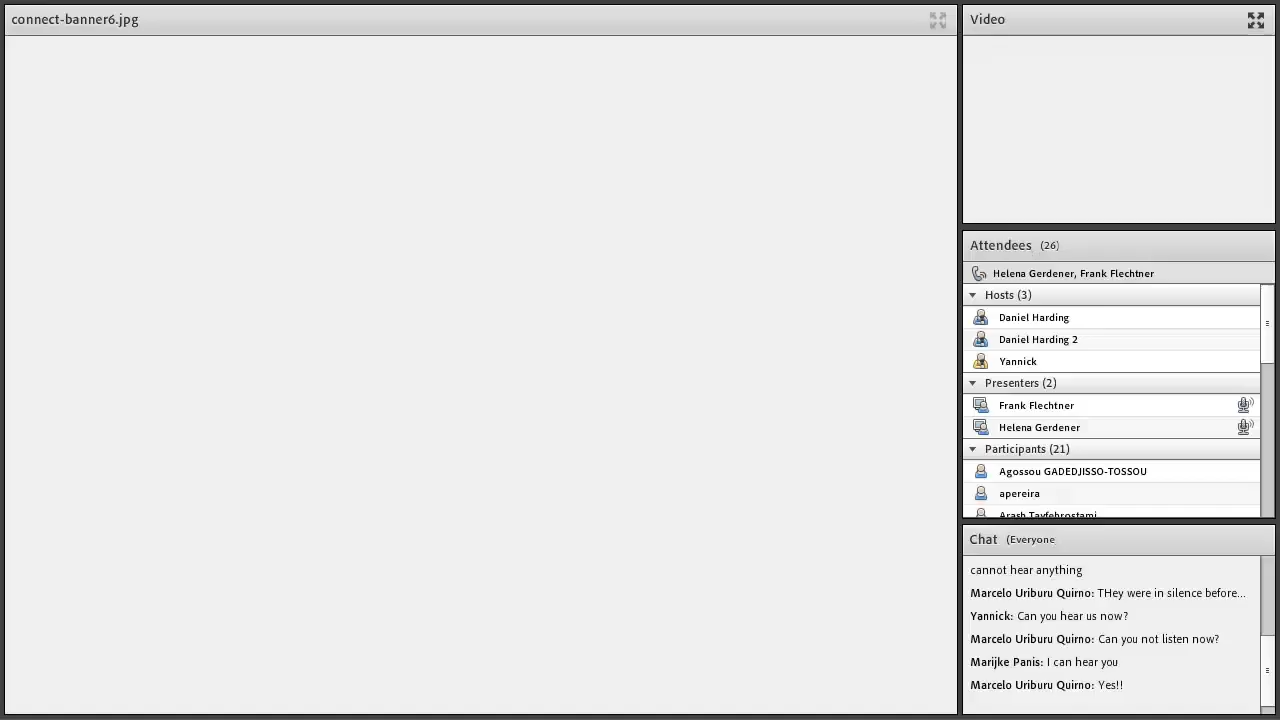 connect-banner6.jpg
Video
Attendees (26)
Helena Gerdener, Frank Flechtner
Hosts (3)
Daniel Harding
Daniel Harding 2
Yannick
Presenters (2)
Frank Flechtner
Helena Gerdener
Participants (21)
Agossou GADEDJISSO-TOSSOU
apereira
Arash Tayfehrostami
Chat (Everyone
cannot hear anything
Marcelo Uriburu Quirno: THey were in silence before...
Yannick: Can you hear us now?
Marcelo Uriburu Quirno: Can you not listen now?
Marijke Panis: I can hear you
Marcelo Uriburu Quirno: Yes!!